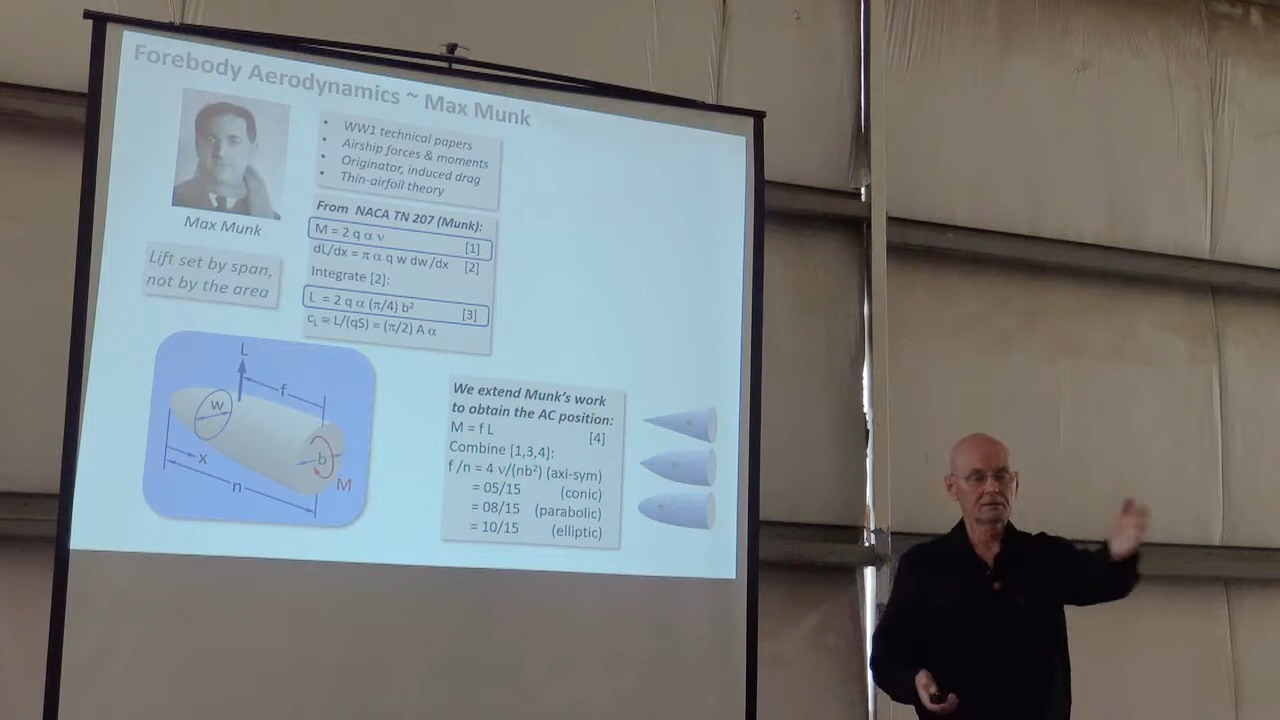 Forebody Aerodynamics ~ Max Munk
• WW1 technical papers
• Airship forces & moments
• Originator, induced drag
• Thin-airfoil theory
Max Munk
From NACA TN 207 (Munk):
M = 2 q α ν [1]
dL/dx = π α q w dw/dx [2]
Integrate [2]:
L = 2 q α (π/4) b² [3]
cL = L/(qS) = (π/2) A α
Lift set by span,
not by the area
L
f
w
x
b
n
M
We extend Munk's work
to obtain the AC position:
M = f L [4]
Combine [1,3,4]:
f /n = 4 ν/(nb²) (axi-sym)
= 05/15 (conic)
= 08/15 (parabolic)
= 10/15 (elliptic)